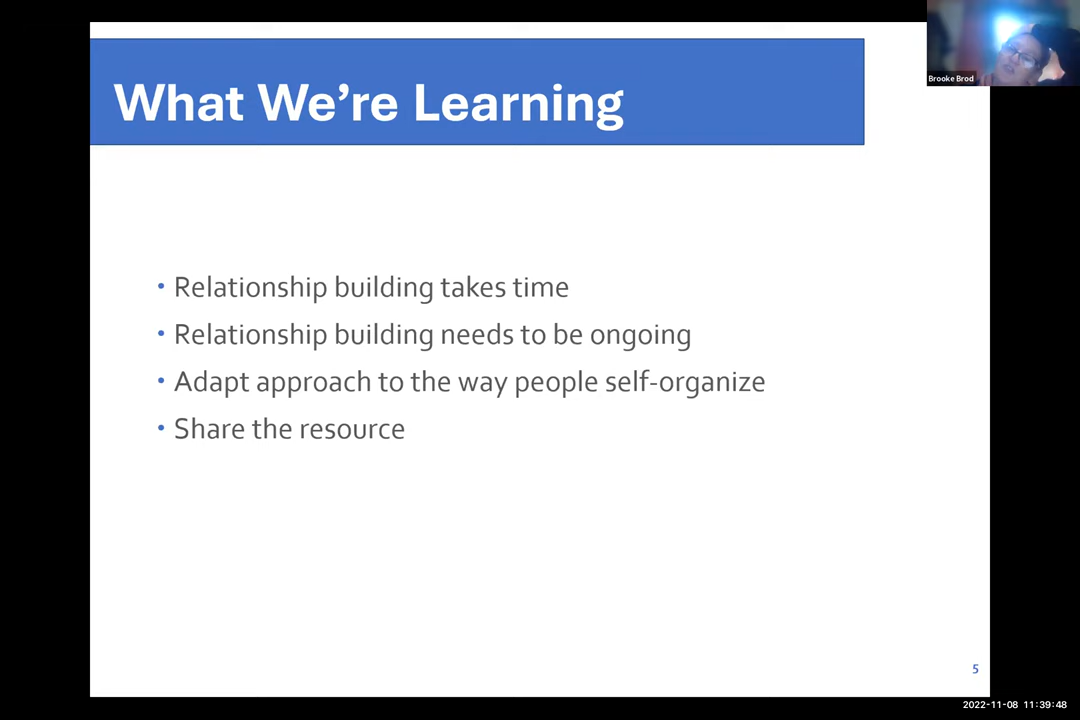 Brooke Brod
What We’re Learning
• Relationship building takes time
• Relationship building needs to be ongoing
• Adapt approach to the way people self-organize
• Share the resource
5
2022-11-08 11:39:48